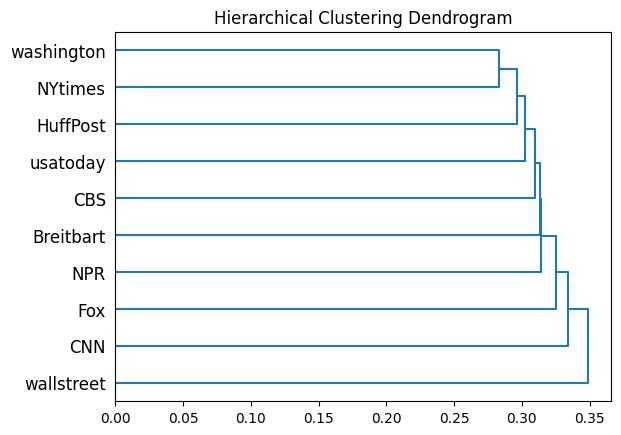 Hierarchical Clustering Dendrogram
washington
NYtimes
HuffPost
usatoday
CBS
Breitbart
NPR
Fox
CNN
wallstreet
0.00 0.05 0.10 0.15 0.20 0.25 0.30 0.35